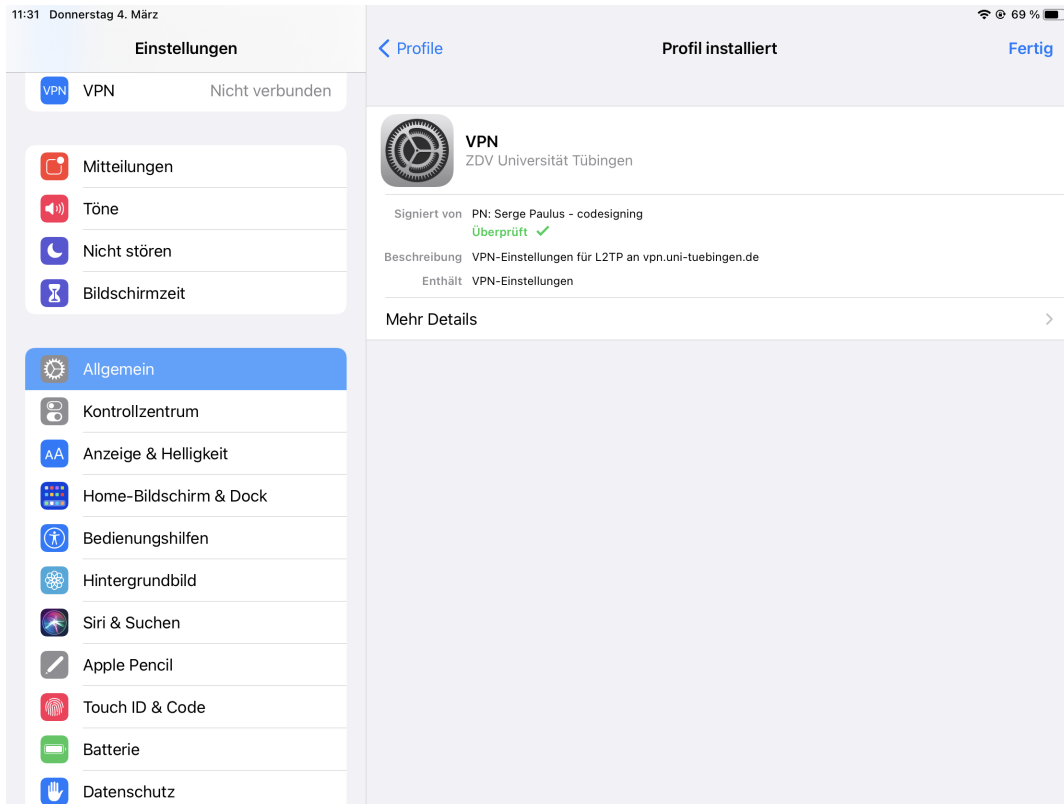 11:31 Donnerstag 4. März
69 %
Einstellungen
VPN VPN Nicht verbunden
Mitteilungen
Töne
Nicht stören
Bildschirmzeit
Allgemein
Kontrollzentrum
AA Anzeige & Helligkeit
Home-Bildschirm & Dock
Bedienungshilfen
Hintergrundbild
Siri & Suchen
Apple Pencil
Touch ID & Code
Batterie
Datenschutz
Profile
Profil installiert
Fertig
VPN
ZDV Universität Tübingen
Signiert von PN: Serge Paulus - codesigning
Überprüft
Beschreibung VPN-Einstellungen für L2TP an vpn.uni-tuebingen.de
Enthält VPN-Einstellungen
Mehr Details